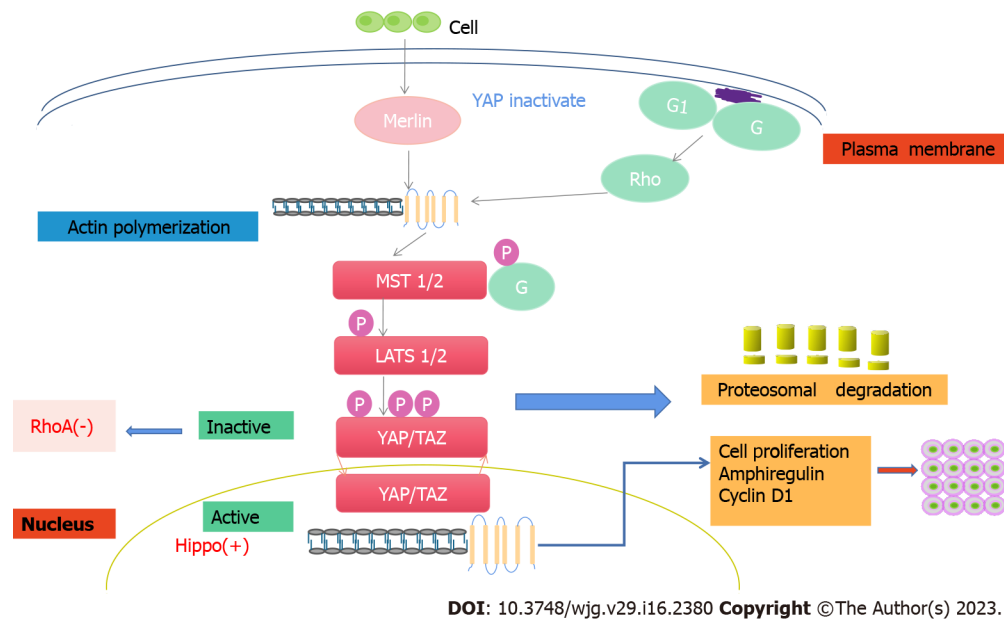 Cell
YAP inactivate
Merlin
G1
G
Plasma membrane
Rho
Actin polymerization
P
MST 1/2
G
P
LATS 1/2
Proteosomal degradation
P P P
RhoA(-)
Inactive
YAP/TAZ
Cell proliferation
Amphiregulin
Cyclin D1
YAP/TAZ
Nucleus
Active
Hippo(+)
DOI: 10.3748/wjg.v29.i16.2380 Copyright ©The Author(s) 2023.